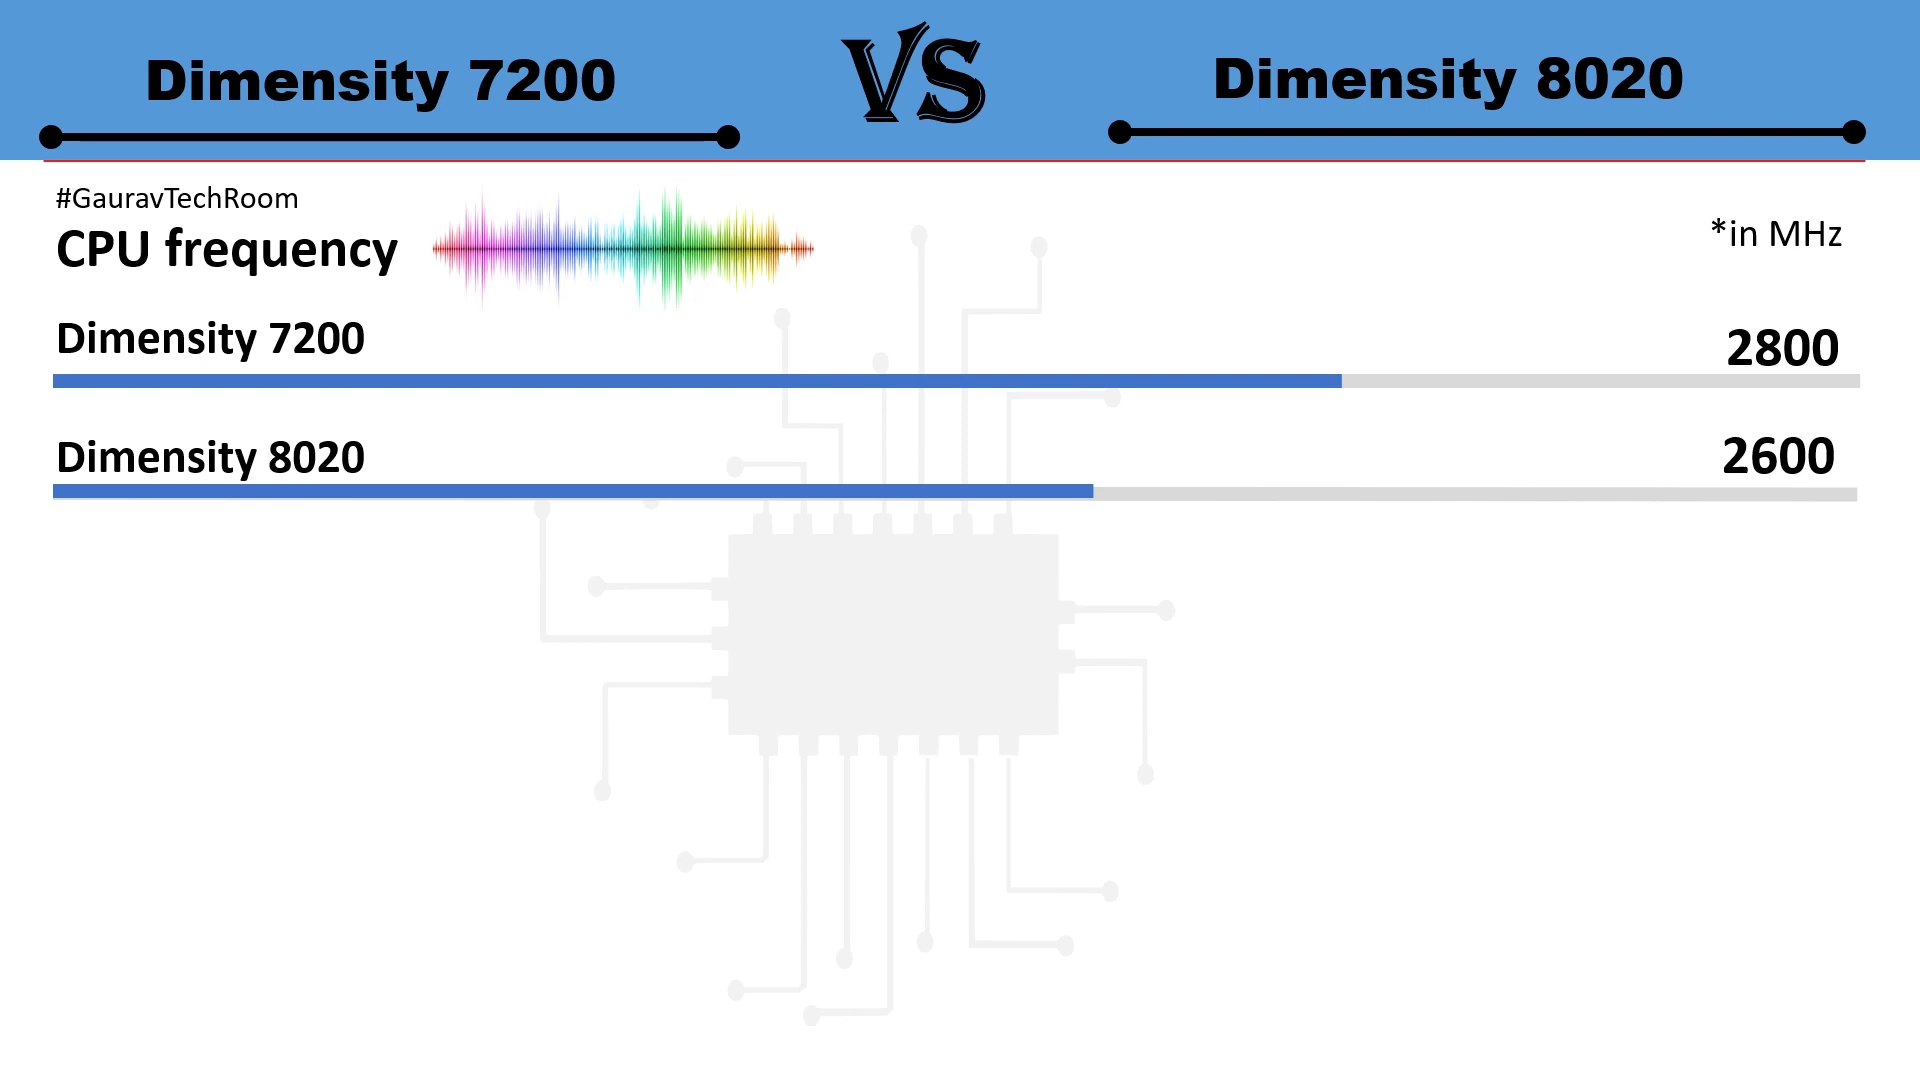 Dimensity 7200
VS
Dimensity 8020
#GauravTechRoom
CPU frequency
*in MHz
Dimensity 7200
2800
Dimensity 8020
2600